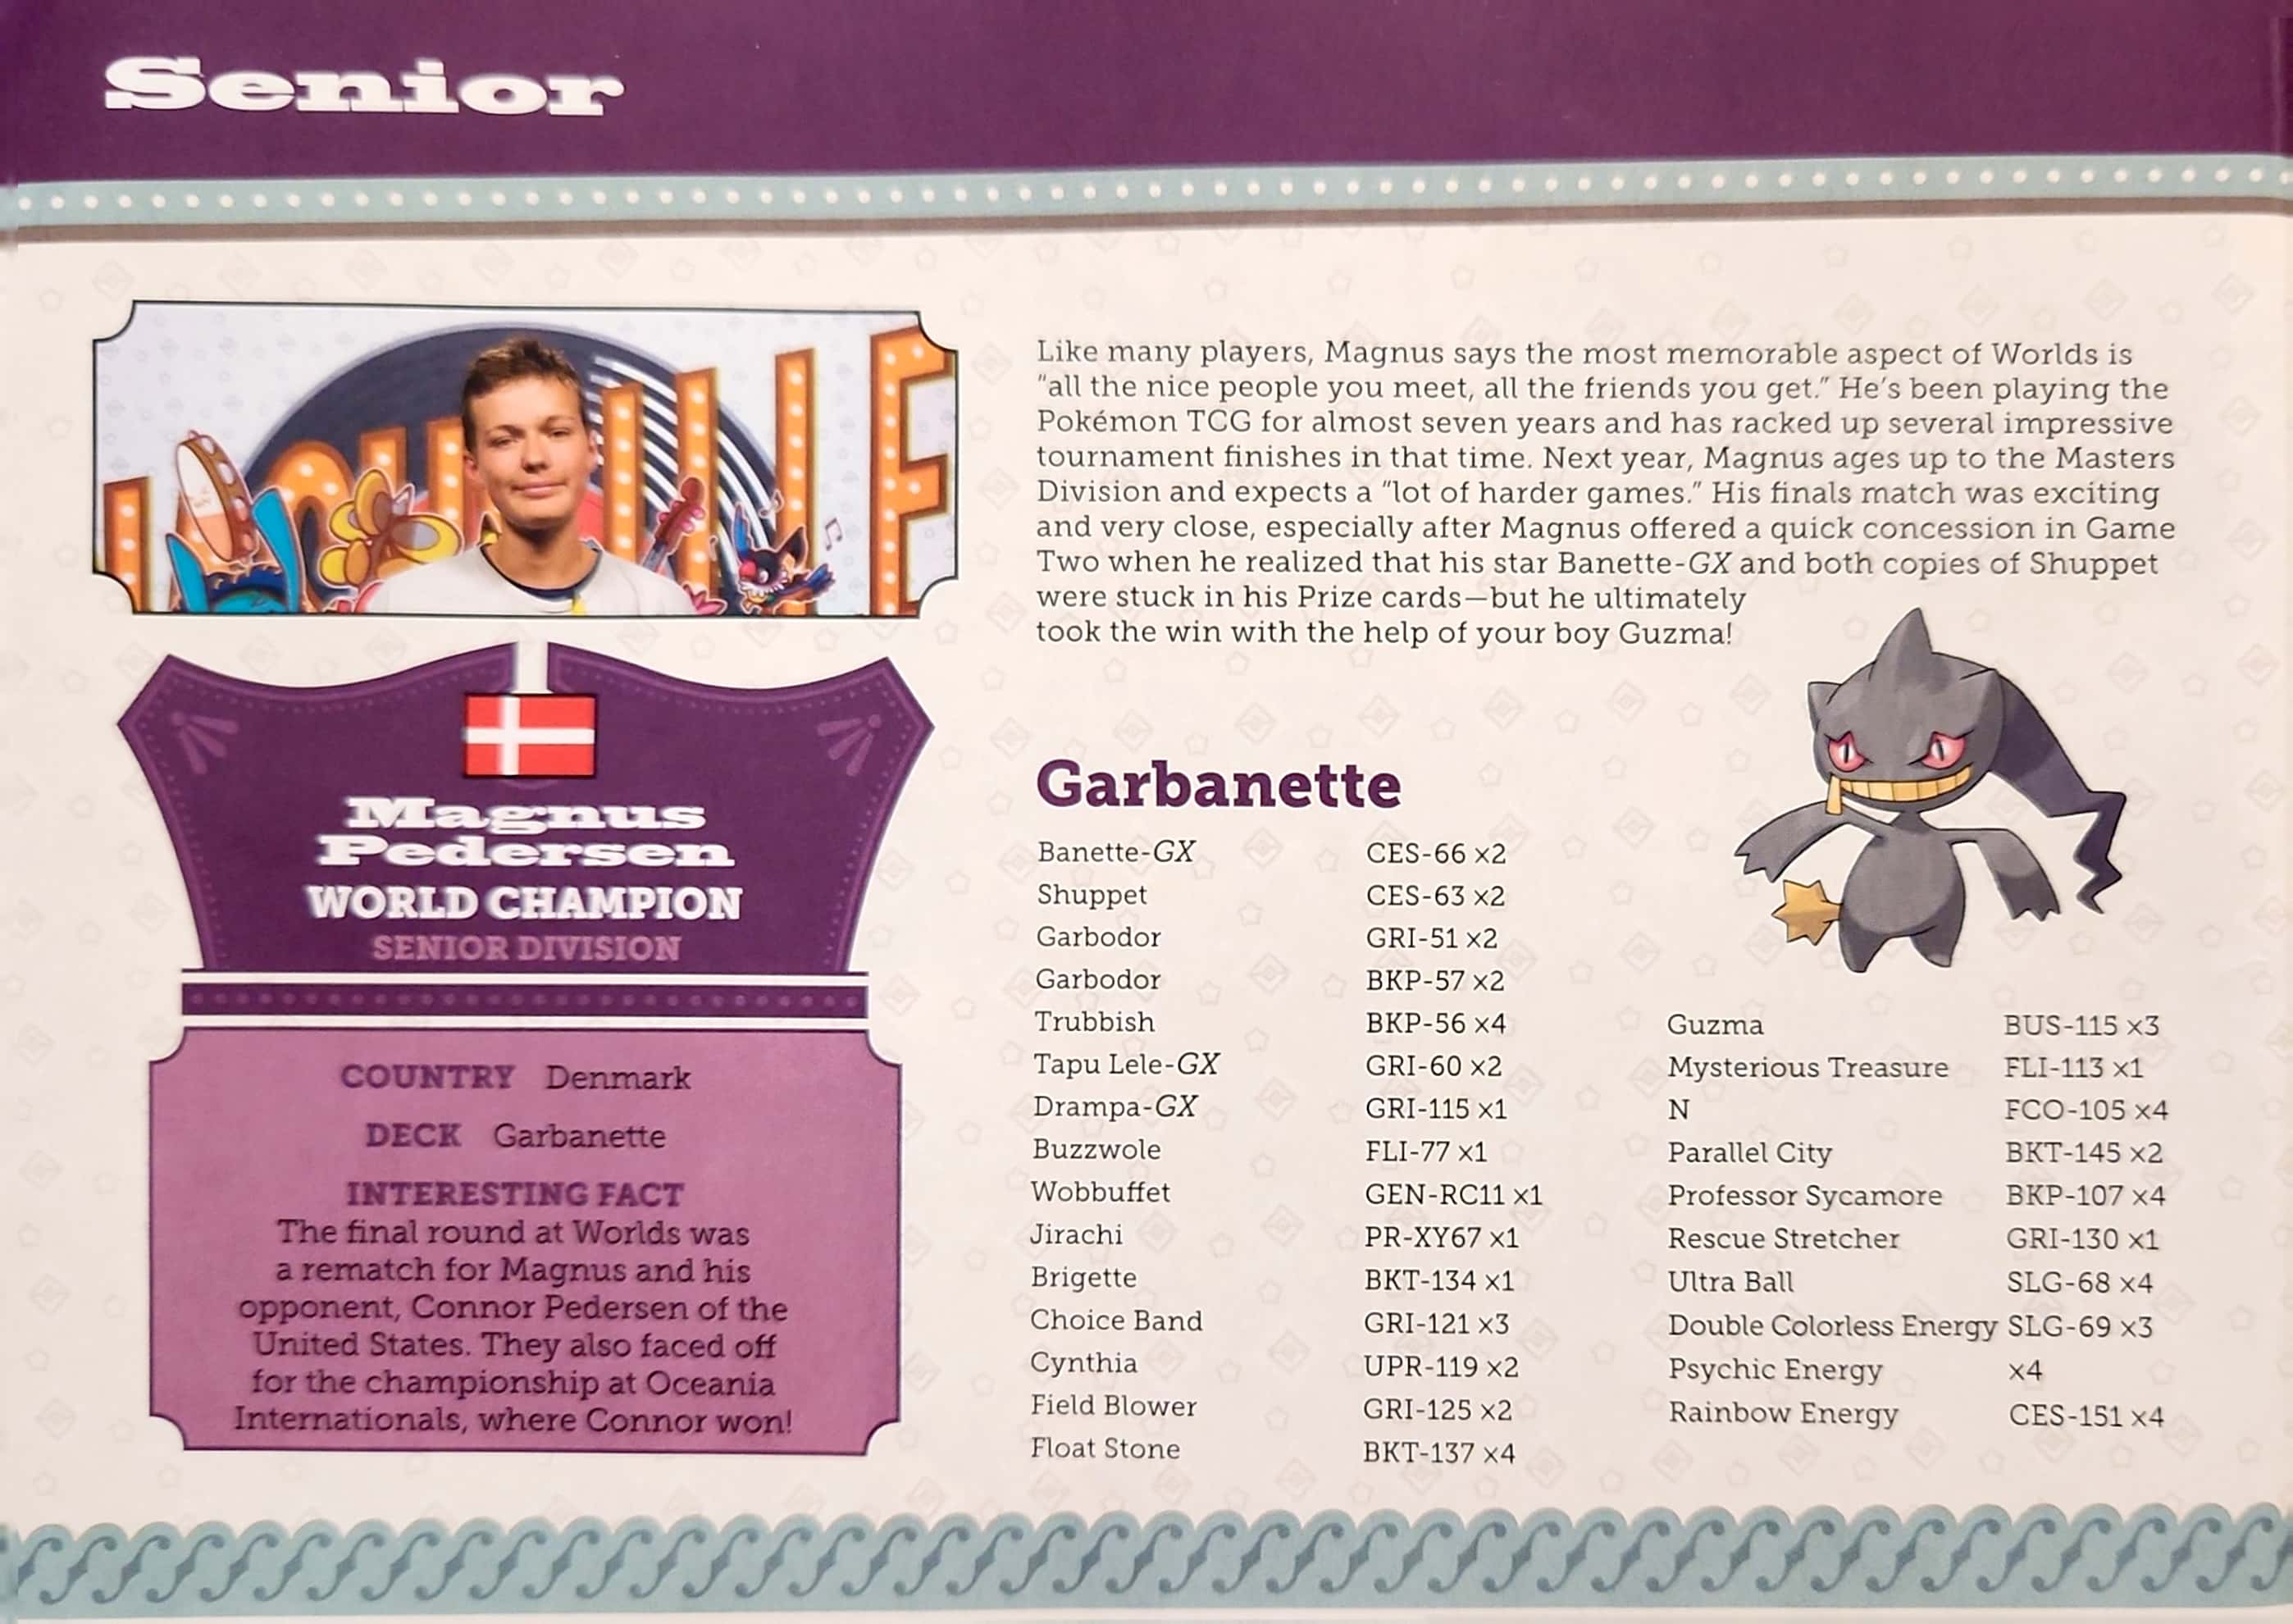 Senior
Like many players, Magnus says the most memorable aspect of Worlds is
"all the nice people you meet, all the friends you get." He's been playing the
Pokémon TCG for almost seven years and has racked up several impressive
tournament finishes in that time. Next year, Magnus ages up to the Masters
Division and expects a "lot of harder games." His finals match was exciting
and very close, especially after Magnus offered a quick concession in Game
Two when he realized that his star Banette-GX and both copies of Shuppet
were stuck in his Prize cards—but he ultimately
took the win with the help of your boy Guzma!
Magnus
Pedersen
WORLD CHAMPION
SENIOR DIVISION
COUNTRY Denmark
DECK Garbanette
INTERESTING FACT
The final round at Worlds was
a rematch for Magnus and his
opponent, Connor Pedersen of the
United States. They also faced off
for the championship at Oceania
Internationals, where Connor won!
Garbanette
Banette-GX CES-66 ×2
Shuppet CES-63 ×2
Garbodor GRI-51 ×2
Garbodor BKP-57 ×2
Trubbish BKP-56 ×4
Tapu Lele-GX GRI-60 ×2
Drampa-GX GRI-115 ×1
Buzzwole FLI-77 ×1
Wobbuffet GEN-RC11 ×1
Jirachi PR-XY67 ×1
Brigette BKT-134 ×1
Choice Band GRI-121 ×3
Cynthia UPR-119 ×2
Field Blower GRI-125 ×2
Float Stone BKT-137 ×4
Guzma BUS-115 ×3
Mysterious Treasure FLI-113 ×1
N FCO-105 ×4
Parallel City BKT-145 ×2
Professor Sycamore BKP-107 ×4
Rescue Stretcher GRI-130 ×1
Ultra Ball SLG-68 ×4
Double Colorless Energy SLG-69 ×3
Psychic Energy ×4
Rainbow Energy CES-151 ×4